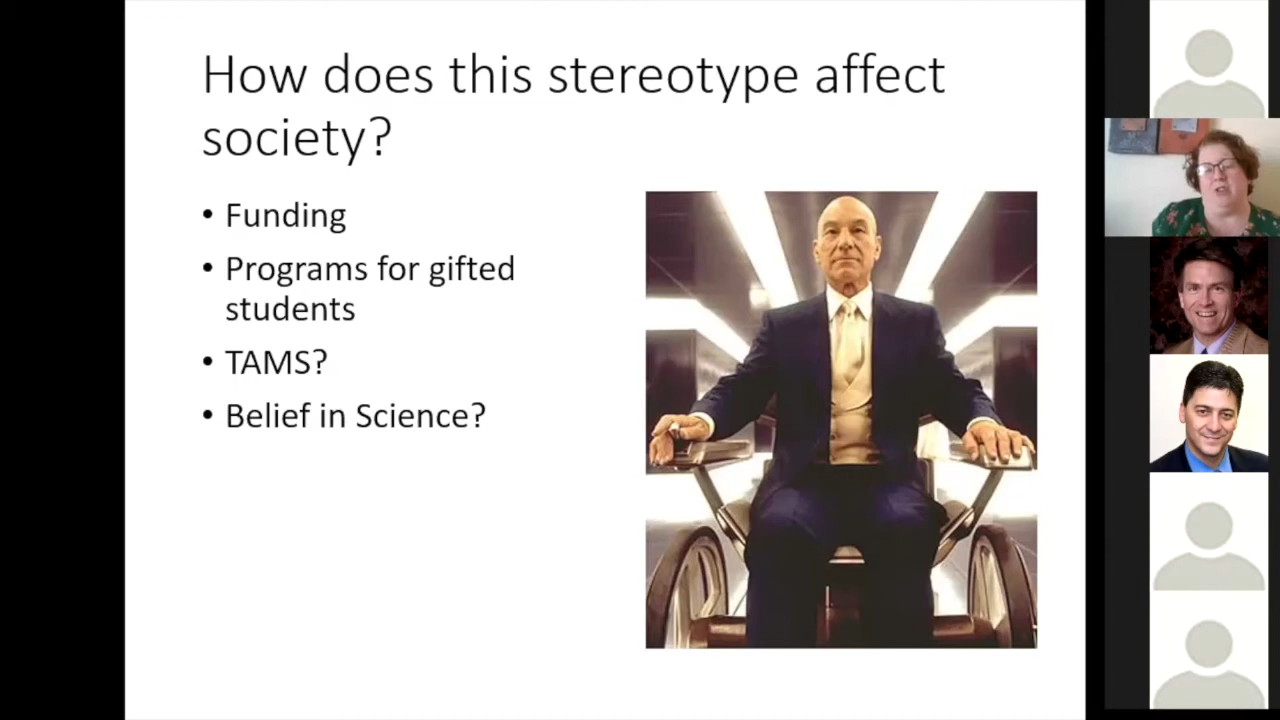 How does this stereotype affect
society?
• Funding
• Programs for gifted
students
• TAMS?
• Belief in Science?